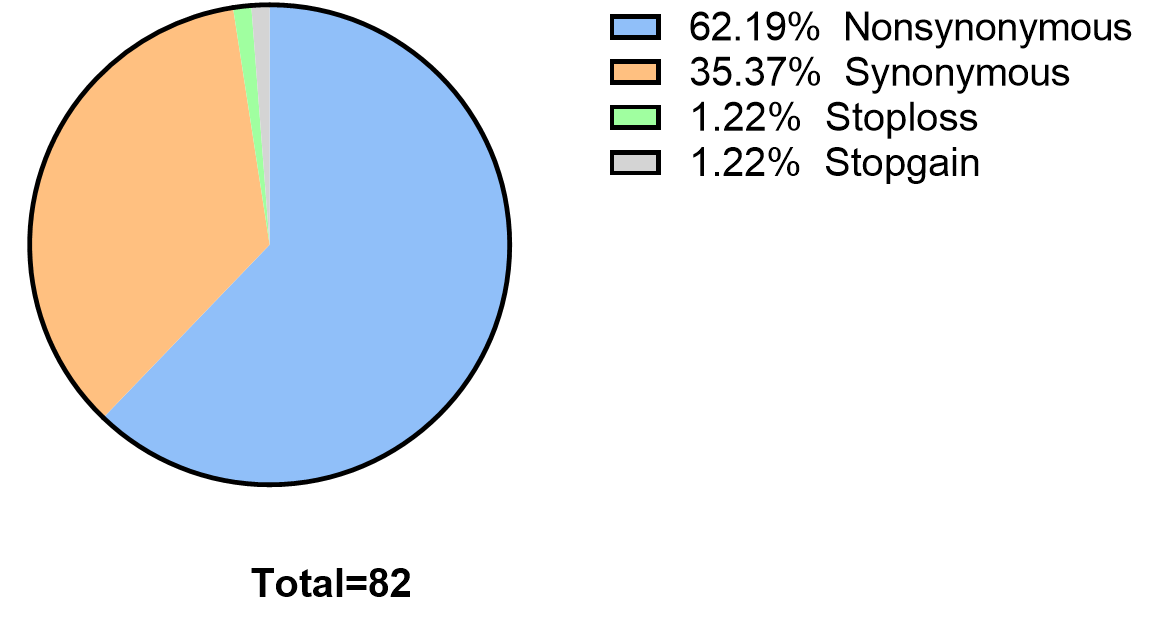 62.19% Nonsynonymous
35.37% Synonymous
1.22% Stoploss
1.22% Stopgain
Total=82